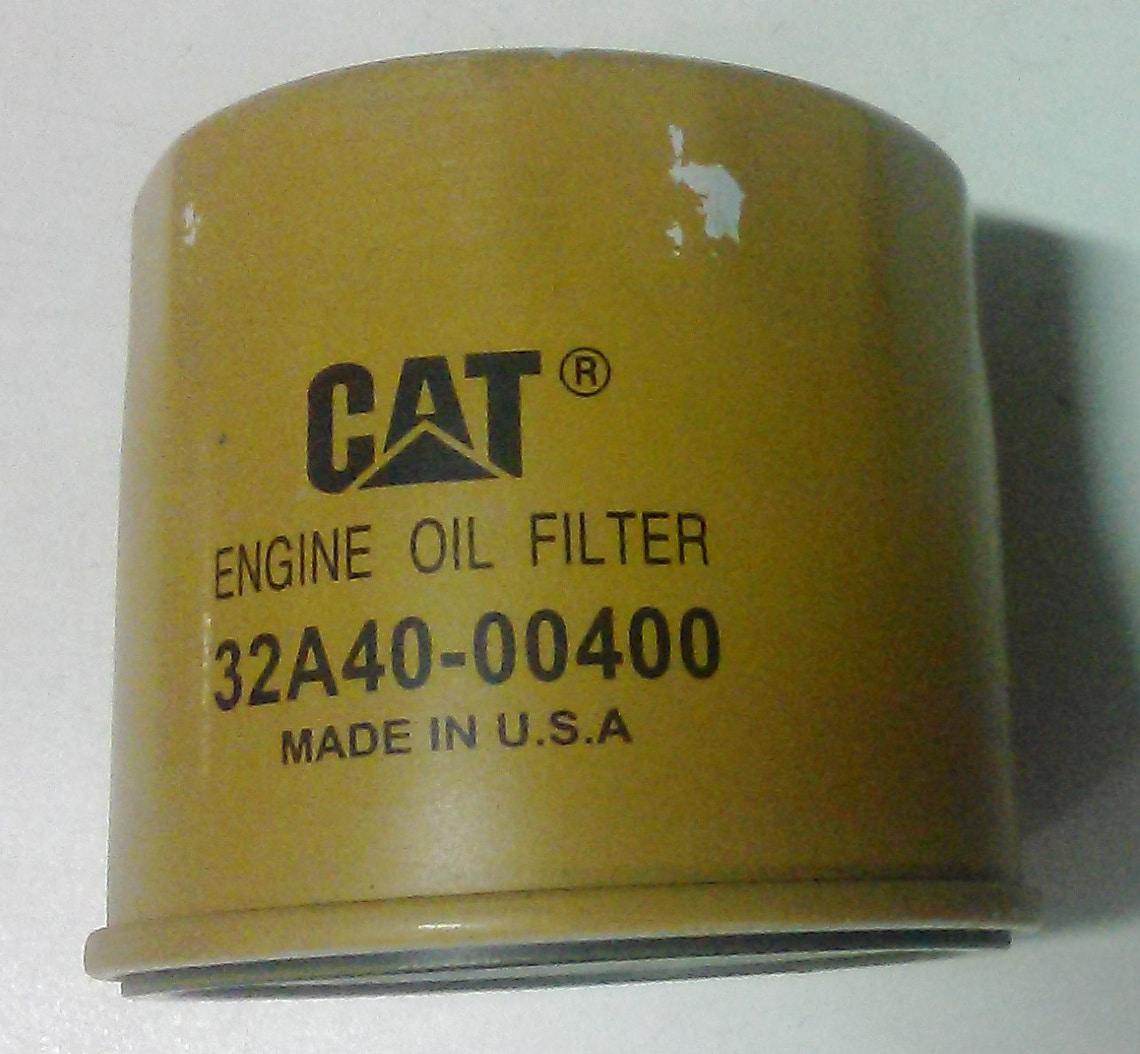 CAT®
ENGINE OIL FILTER
32A40-00400
MADE IN U.S.A